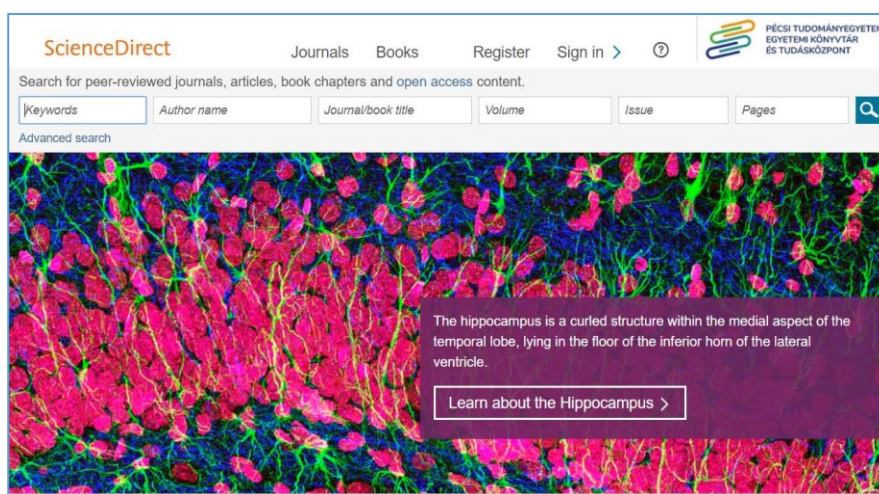 ScienceDirect
Journals Books Register Sign in >
PÉCSI TUDOMÁNYEGYETEM
EGYETEMI KÖNYVTÁR
ÉS TUDÁSKÖZPONT
Search for peer-reviewed journals, articles, book chapters and open access content.
Keywords Author name Journal/book title Volume Issue Pages
Advanced search
The hippocampus is a curled structure within the medial aspect of the
temporal lobe, lying in the floor of the inferior horn of the lateral
ventricle.
Learn about the Hippocampus >